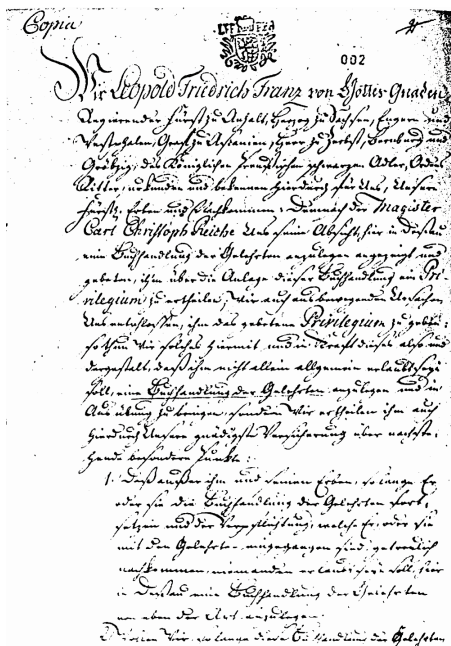 Copia
002
Wir Leopold Friedrich Franz von Gottes Gnaden,
Regierender Fürst zu Anhalt, Herzog zu Sachsen, Engern und
Westphalen, Graf zu Askanien, Herr zu Zerbst, Bernburg und
Gröbzig, des Königlichen Preußischen schwarzen Adler-Ordens
Ritter, urkunden und bekennen hierdurch für Uns, Unsere
Fürstl. Erben und Nachkommen: Demnach der Magister
Carl Christoph Reiche Uns seine Absicht, hier in Dessau
eine Buchhandlung der Gelehrten anzulegen angezeigt und
gebeten, ihm über die Anlage dieser Buchhandlung ein Pri-
vilegium zu ertheilen; Wir auch aus bewegenden Ursachen
Uns entschlossen, ihm das gebetene Privilegium zu geben:
so thun Wir solches hiermit und in Kraft dieses also und
dergestalt, daß ihm nicht allein allgemein erlaubt seyn
soll, eine Buchhandlung der Gelehrten anzulegen und in
Ausübung zu bringen, sondern Wir ertheilen ihm auch
hierdurch Unsere gnädigste Versicherung über nachste-
hende besondere Punkte:
1. Daß außer ihm und seinen Erben, so lange Er
oder sie die Buchhandlung der Gelehrten fort-
setzen und der Verpflichtung, welche Er, oder sie
mit den Gelehrten eingegangen sind, getreulich
nachkommen, niemanden erlaubt seyn soll, hier
in Dessau eine Buchhandlung der Gelehrten
von eben der Art anzulegen.
Wir, so lange diese Buchhandlung der Gelehrten